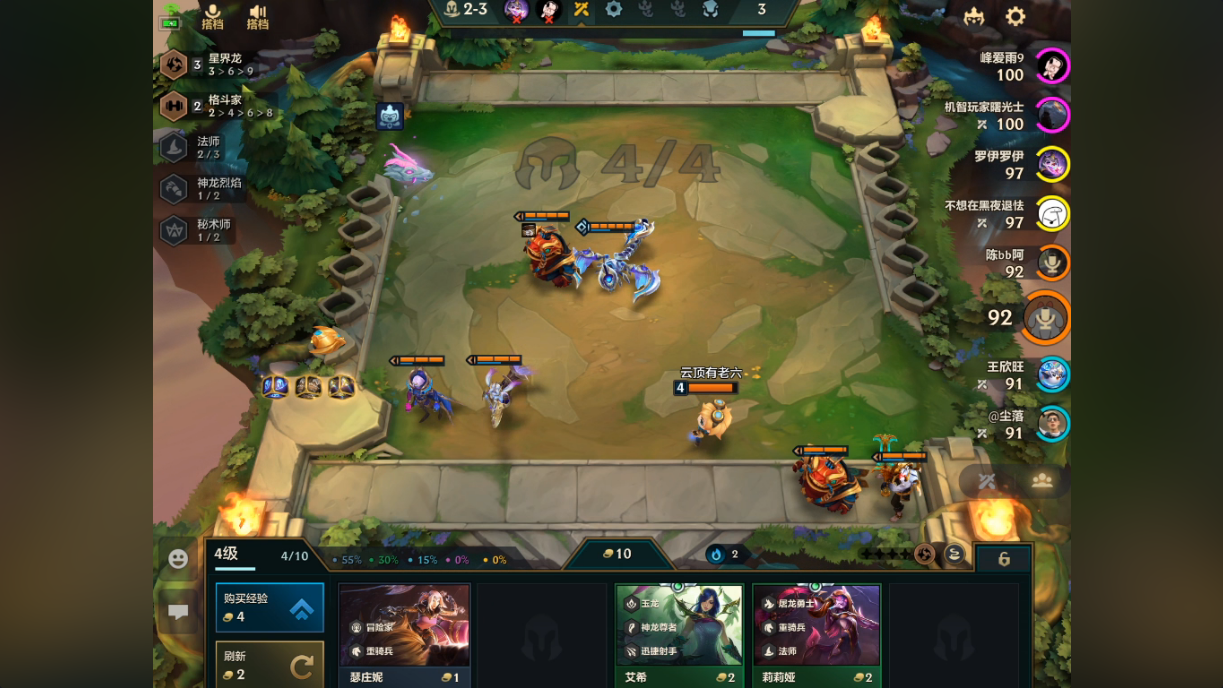 搭档
搭档
2-3
3
3
星界龙
3 > 6 > 9
2
格斗家
2 > 4 > 6 > 8
法师
2 / 3
神龙烈焰
1 / 2
秘术师
1 / 2
4/4
峰爱雨9
100
机智玩家曙光士
100
罗伊罗伊
97
不想在黑夜退怯
97
陈bb阿
92
92
王欣旺
91
@尘落
91
云顶有老六
4
4级
4/10
55%
30%
15%
0%
0%
10
2
购买经验
4
刷新
2
冒险家
重骑兵
瑟庄妮
1
玉龙
神龙尊者
迅捷射手
艾希
2
屠龙勇士
重骑兵
法师
莉莉娅
2